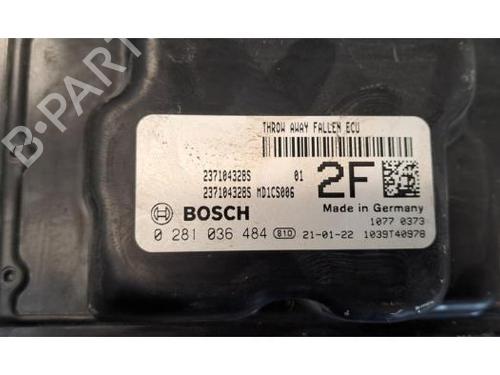 THROW AWAY FALLEN ECU
237104328S 01
237104328S MD1CS006
2F
BOSCH
Made in Germany
1077 0373
0 281 036 484 810 21-01-22 1039T40978
B-PARTS